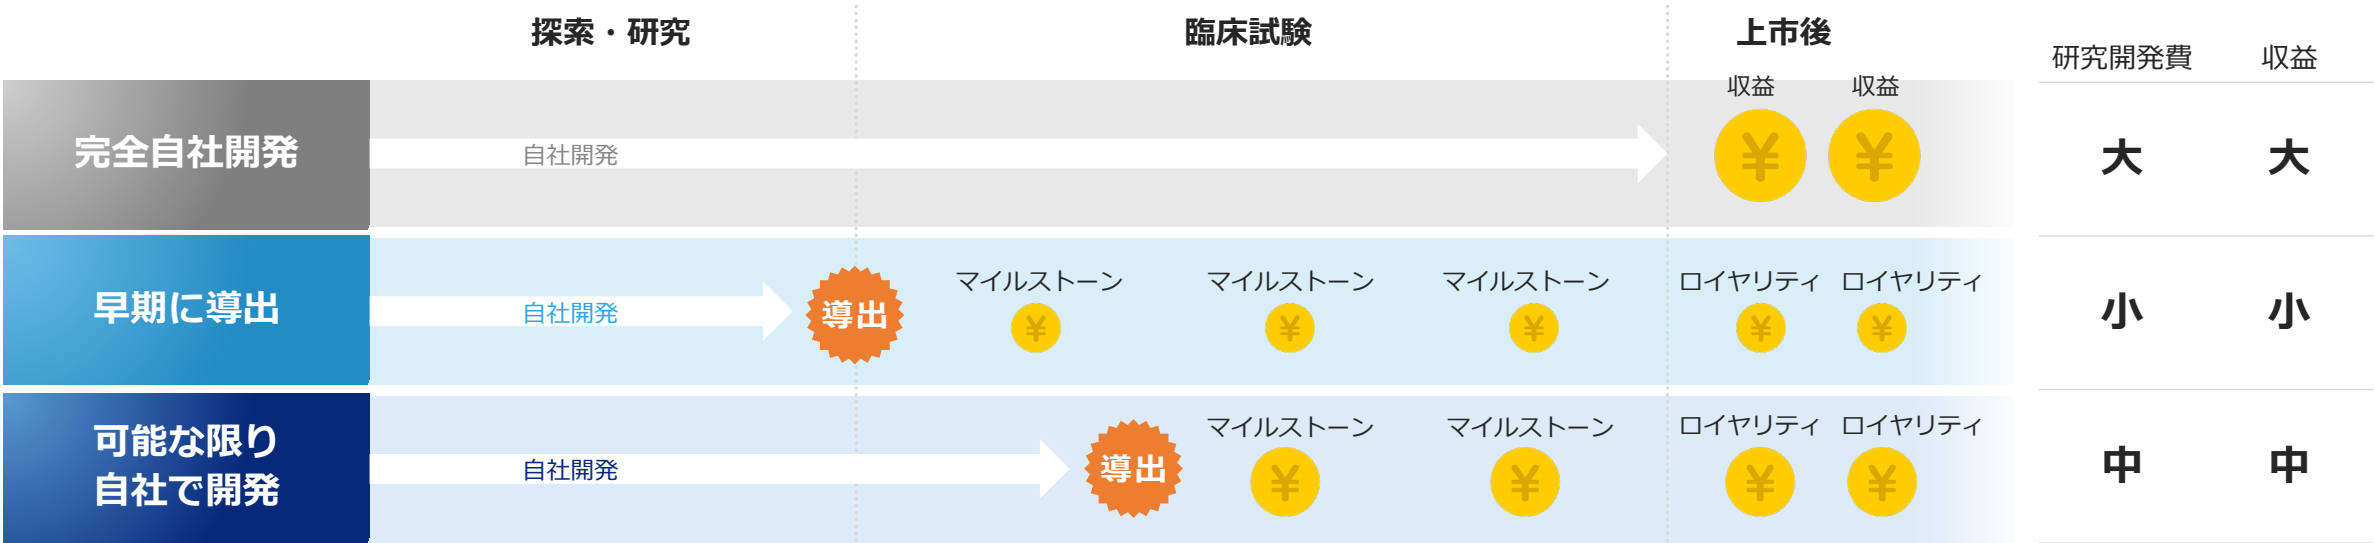 探索・研究
臨床試験
上市後
研究開発費
収益
完全自社開発
自社開発
収益
収益
¥
¥
大
大
早期に導出
自社開発
導出
マイルストーン
マイルストーン
マイルストーン
ロイヤリティ
ロイヤリティ
¥
¥
¥
¥
¥
小
小
可能な限り
自社で開発
自社開発
導出
マイルストーン
マイルストーン
ロイヤリティ
ロイヤリティ
¥
¥
¥
¥
中
中